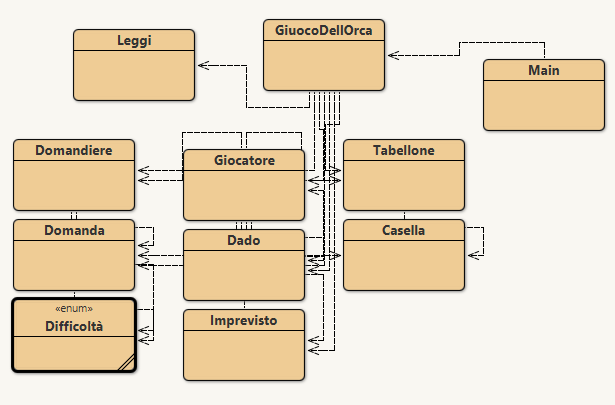 Leggi
GiuocoDellOrca
Main
Domandiere
Giocatore
Tabellone
Domanda
Dado
Casella
«enum»
Difficoltà
Imprevisto